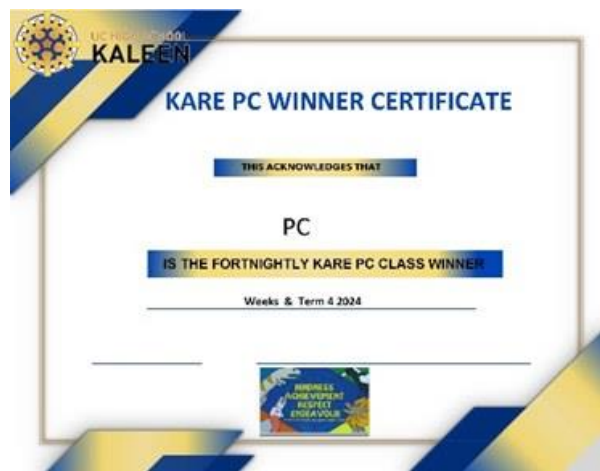 UC HIGH SCHOOL
KALEEN
KARE PC WINNER CERTIFICATE
THIS ACKNOWLEDGES THAT
PC
IS THE FORTNIGHTLY KARE PC CLASS WINNER
Weeks & Term 4 2024
KINDNESS
ACHIEVEMENT
RESPECT
ENDEAVOUR